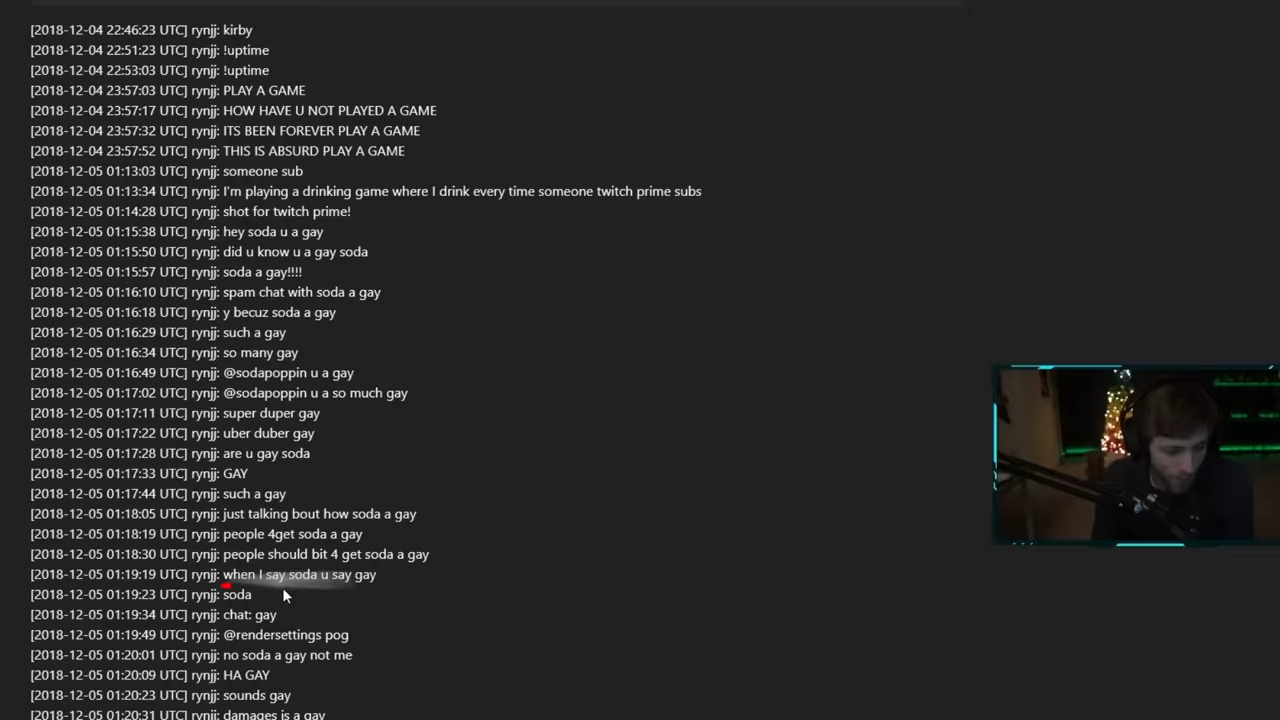 [2018-12-04 22:46:23 UTC] rynjj: kirby
[2018-12-04 22:51:23 UTC] rynjj: !uptime
[2018-12-04 22:53:03 UTC] rynjj: !uptime
[2018-12-04 23:57:03 UTC] rynjj: PLAY A GAME
[2018-12-04 23:57:17 UTC] rynjj: HOW HAVE U NOT PLAYED A GAME
[2018-12-04 23:57:32 UTC] rynjj: ITS BEEN FOREVER PLAY A GAME
[2018-12-04 23:57:52 UTC] rynjj: THIS IS ABSURD PLAY A GAME
[2018-12-05 01:13:03 UTC] rynjj: someone sub
[2018-12-05 01:13:34 UTC] rynjj: I'm playing a drinking game where I drink every time someone twitch prime subs
[2018-12-05 01:14:28 UTC] rynjj: shot for twitch prime!
[2018-12-05 01:15:38 UTC] rynjj: hey soda u a gay
[2018-12-05 01:15:50 UTC] rynjj: did u know u a gay soda
[2018-12-05 01:15:57 UTC] rynjj: soda a gay!!!!
[2018-12-05 01:16:10 UTC] rynjj: spam chat with soda a gay
[2018-12-05 01:16:18 UTC] rynjj: y becuz soda a gay
[2018-12-05 01:16:29 UTC] rynjj: such a gay
[2018-12-05 01:16:34 UTC] rynjj: so many gay
[2018-12-05 01:16:49 UTC] rynjj: @sodapoppin u a gay
[2018-12-05 01:17:02 UTC] rynjj: @sodapoppin u a so much gay
[2018-12-05 01:17:11 UTC] rynjj: super duper gay
[2018-12-05 01:17:22 UTC] rynjj: uber duber gay
[2018-12-05 01:17:28 UTC] rynjj: are u gay soda
[2018-12-05 01:17:33 UTC] rynjj: GAY
[2018-12-05 01:17:44 UTC] rynjj: such a gay
[2018-12-05 01:18:05 UTC] rynjj: just talking bout how soda a gay
[2018-12-05 01:18:19 UTC] rynjj: people 4get soda a gay
[2018-12-05 01:18:30 UTC] rynjj: people should bit 4 get soda a gay
[2018-12-05 01:19:19 UTC] rynjj: when I say soda u say gay
[2018-12-05 01:19:23 UTC] rynjj: soda
[2018-12-05 01:19:34 UTC] rynjj: chat: gay
[2018-12-05 01:19:49 UTC] rynjj: @rendersettings pog
[2018-12-05 01:20:01 UTC] rynjj: no soda a gay not me
[2018-12-05 01:20:09 UTC] rynjj: HA GAY
[2018-12-05 01:20:23 UTC] rynjj: sounds gay
[2018-12-05 01:20:31 UTC] rynjj: damages is a gay